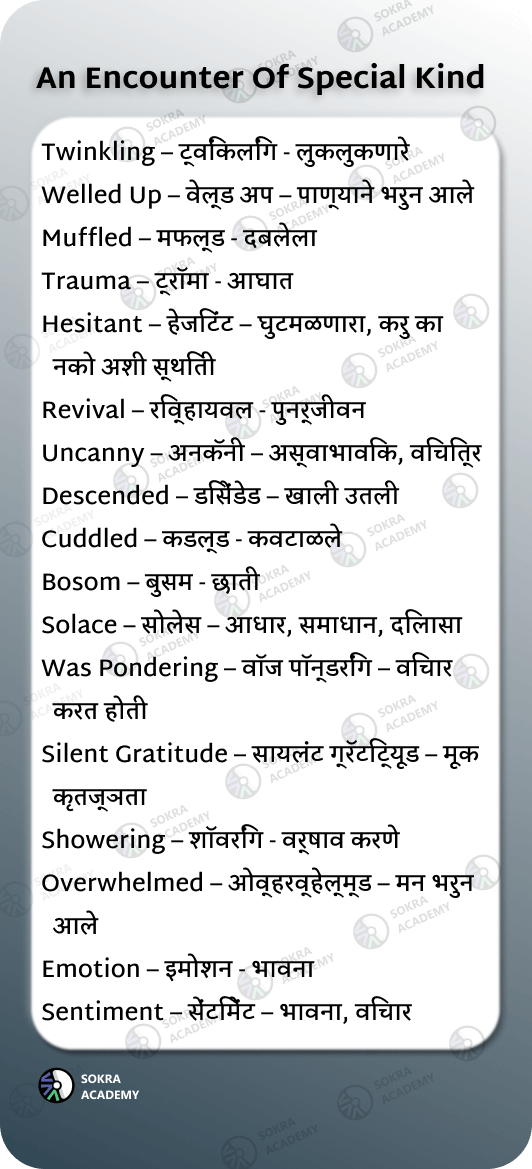 An Encounter Of Special Kind
Twinkling – ट्विंकलिंग - लुकलुकणारे
Welled Up – वेल्ड अप – पाण्याने भरुन आले
Muffled – मफल्ड - दबलेला
Trauma – ट्रॉमा - आघात
Hesitant – हेजिटंट – घुटमळणारा, करु का
नको अशी स्थिती
Revival – रिव्हायवल - पुनर्जीवन
Uncanny – अनकॅनी – अस्वाभाविक, विचित्र
Descended – डिसेंडेड – खाली उतली
Cuddled – कडल्ड - कवटाळले
Bosom – बुसम - छाती
Solace – सोलेस – आधार, समाधान, दिलासा
Was Pondering – वॉज पॉन्डरिंग – विचार
करत होती
Silent Gratitude – सायलंट ग्रॅटिट्यूड – मूक
कृतज्ञता
Showering – शॉवरिंग - वर्षाव करणे
Overwhelmed – ओव्हरव्हेल्म्ड – मन भरुन
आले
Emotion – इमोशन - भावना
Sentiment – सेंटिमेंट – भावना, विचार
SOKRA
ACADEMY